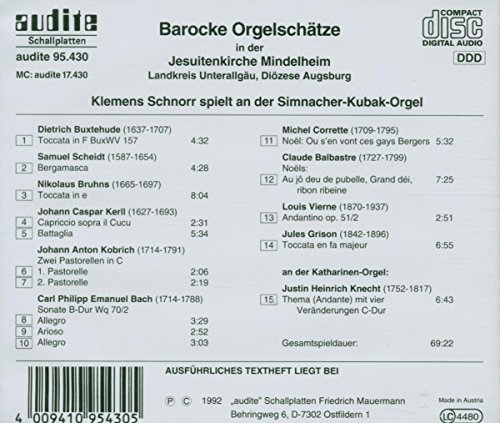 audite
Schallplatten
audite 95.430
MC: audite 17.430
Barocke Orgelschätze
in der
Jesuitenkirche Mindelheim
Landkreis Unterallgäu, Diözese Augsburg
COMPACT
disc
DIGITAL AUDIO
DDD
Klemens Schnorr spielt an der Simnacher-Kubak-Orgel
Dietrich Buxtehude (1637-1707)
1 Toccata in F BuxWV 157 4:32
Samuel Scheidt (1587-1654)
2 Bergamasca 4:28
Nikolaus Bruhns (1665-1697)
3 Toccata in e 8:04
Johann Caspar Kerll (1627-1693)
4 Capriccio sopra il Cucu 2:31
5 Battaglia 5:34
Johann Anton Kobrich (1714-1791)
Zwei Pastorellen in C
6 1. Pastorelle 2:06
7 2. Pastorelle 2:19
Carl Philipp Emanuel Bach (1714-1788)
Sonate B-Dur Wq 70/2
8 Allegro 3:29
9 Arioso 2:52
10 Allegro 3:03
Michel Corrette (1709-1795)
11 Noël: Ou s'en vont ces gays Bergers 5:32
Claude Balbastre (1727-1799)
Noëls:
12 Au jô deu de pubelle, Grand déi, 7:25
ribon ribeine
Louis Vierne (1870-1937)
13 Andantino op. 51/2 2:51
Jules Grison (1842-1896)
14 Toccata en fa majeur 6:55
an der Katharinen-Orgel:
Justin Heinrich Knecht (1752-1817)
15 Thema (Andante) mit vier 6:43
Veränderungen C-Dur
Gesamtspieldauer: 69:22
AUSFÜHRLICHES TEXTHEFT LIEGT BEI
4 009410 954305
P C 1992 „audite“ Schallplatten Friedrich Mauermann
Behringweg 6, D-7302 Ostfildern 1
Made in Austria
LC 4480